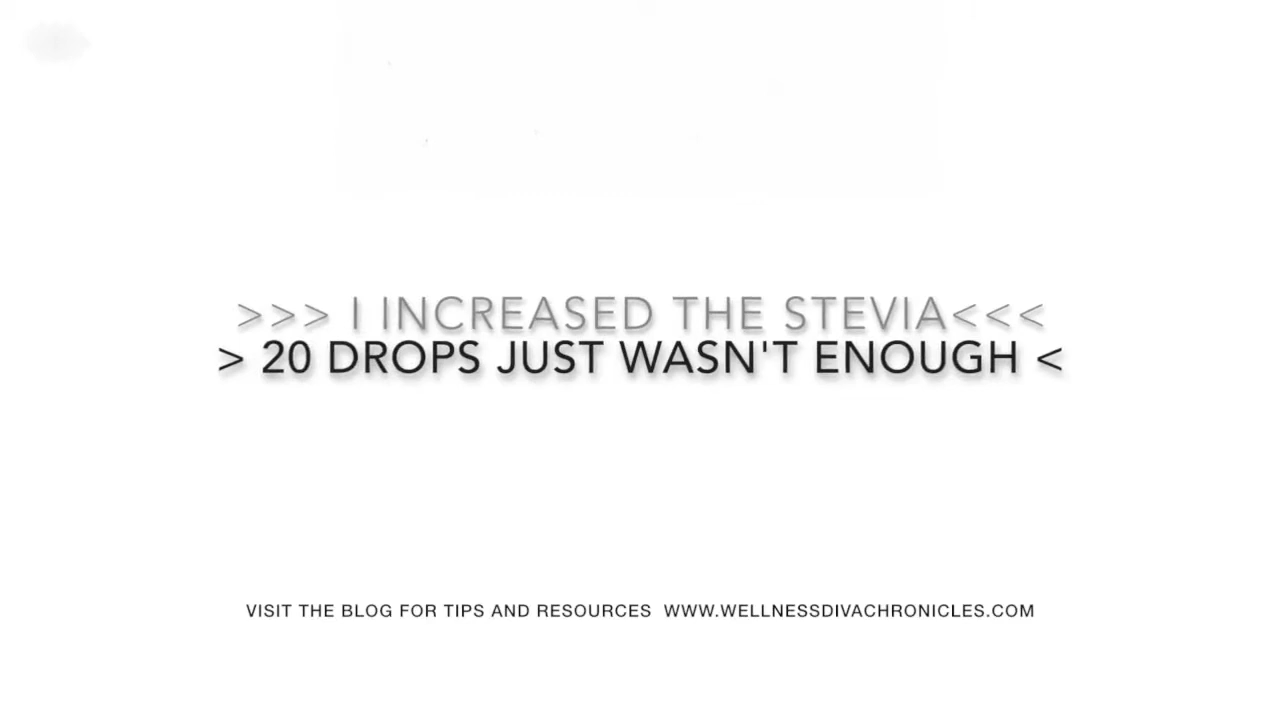 >>> I INCREASED THE STEVIA<<<
> 20 DROPS JUST WASN'T ENOUGH <
VISIT THE BLOG FOR TIPS AND RESOURCES  WWW.WELLNESSDIVACHRONICLES.COM